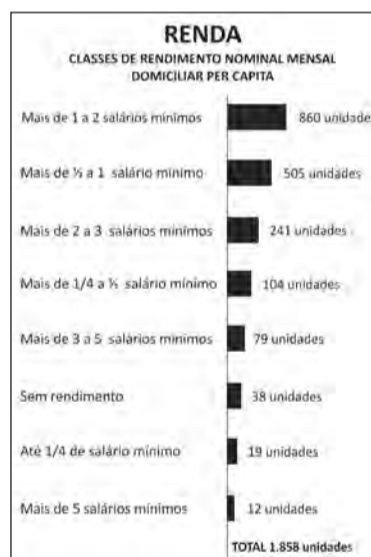 RENDA
CLASSES DE RENDIMENTO NOMINAL MENSAL
DOMICILIAR PER CAPITA
Mais de 1 a 2 salários mínimos 860 unidade
Mais de ½ a 1 salário mínimo 505 unidades
Mais de 2 a 3 salários mínimos 241 unidades
Mais de 1/4 a ½ salário mínimo 104 unidades
Mais de 3 a 5 salários mínimos 79 unidades
Sem rendimento 38 unidades
Até 1/4 de salário mínimo 19 unidades
Mais de 5 salários mínimos 12 unidades
TOTAL 1.858 unidades